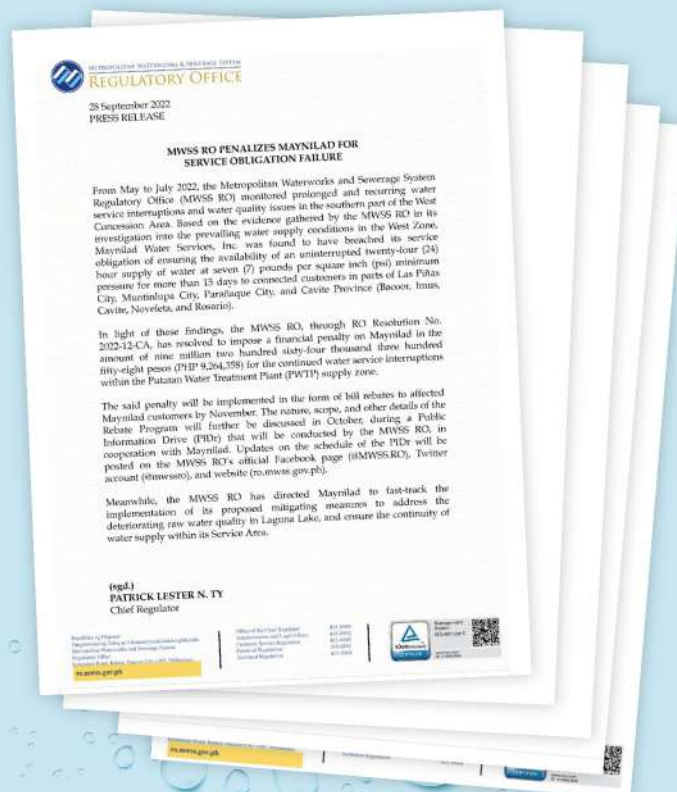 METROPOLITAN WATERWORKS & SEWERAGE SYSTEM
REGULATORY OFFICE
28 September 2022
PRESS RELEASE
MWSS RO PENALIZES MAYNILAD FOR
SERVICE OBLIGATION FAILURE
From May to July 2022, the Metropolitan Waterworks and Sewerage System
Regulatory Office (MWSS RO) monitored prolonged and recurring water
service interruptions and water quality issues in the southern part of the West
Concession Area. Based on the evidence gathered by the MWSS RO in its
investigation into the prevailing water supply conditions in the West Zone,
Maynilad Water Services, Inc. was found to have breached its service
obligation of ensuring the availability of an uninterrupted twenty-four (24)
hour supply of water at seven (7) pounds per square inch (psi) minimum
pressure for more than 15 days to connected customers in parts of Las Piñas
City, Muntinlupa City, Parañaque City, and Cavite Province (Bacoor, Imus,
Cavite, Noveleta, and Rosario).
In light of these findings, the MWSS RO, through RO Resolution No.
2022-12-CA, has resolved to impose a financial penalty on Maynilad in the
amount of nine million two hundred sixty-four thousand three hundred
fifty-eight pesos (PHP 9,264,358) for the continued water service interruptions
within the Putatan Water Treatment Plant (PWTP) supply zone.
The said penalty will be implemented in the form of bill rebates to affected
Maynilad customers by November. The nature, scope, and other details of the
Rebate Program will further be discussed in October, during a Public
Information Drive (PIDr) that will be conducted by the MWSS RO, in
cooperation with Maynilad. Updates on the schedule of the PIDr will be
posted on the MWSS RO's official Facebook page (@MWSS.RO), Twitter
account (@mwssro), and website (ro.mwss.gov.ph).
Meanwhile, the MWSS RO has directed Maynilad to fast-track the
implementation of its proposed mitigating measures to address the
deteriorating raw water quality in Laguna Lake, and ensure the continuity of
water supply within its Service Area.
(sgd.)
PATRICK LESTER N. TY
Chief Regulator
ro.mwss.gov.ph
ro.mwss.gov.ph